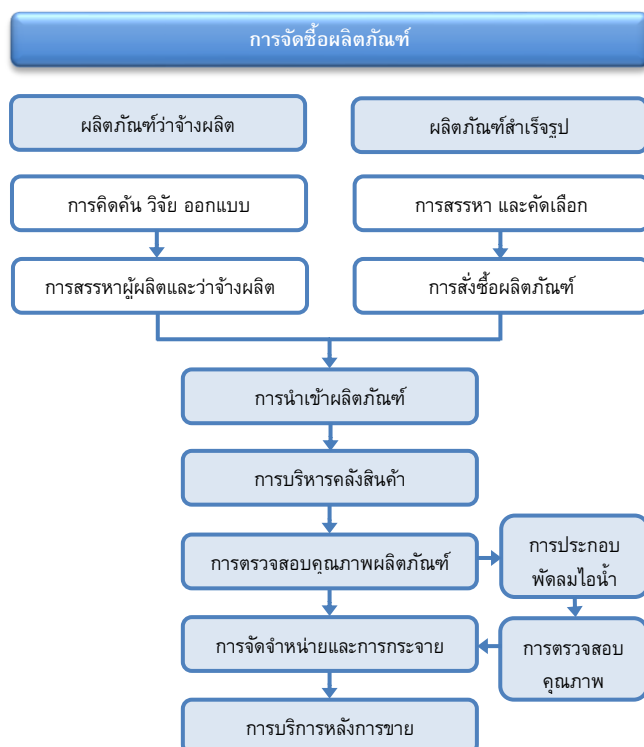 การจัดซื้อผลิตภัณฑ์
ผลิตภัณฑ์ว่าจ้างผลิต
ผลิตภัณฑ์สำเร็จรูป
การคิดค้น วิจัย ออกแบบ
การสรรหา และคัดเลือก
การสรรหาผู้ผลิตและว่าจ้างผลิต
การสั่งซื้อผลิตภัณฑ์
การนำเข้าผลิตภัณฑ์
การบริหารคลังสินค้า
การตรวจสอบคุณภาพผลิตภัณฑ์
การประกอบ
พัดลมไอน้ำ
การจัดจำหน่ายและการกระจาย
การตรวจสอบ
คุณภาพ
การบริการหลังการขาย